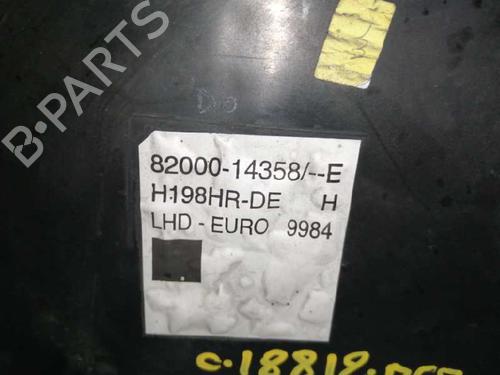 B-PARTS
82000-14358/--E
H198HR-DE H
LHD - EURO 9984